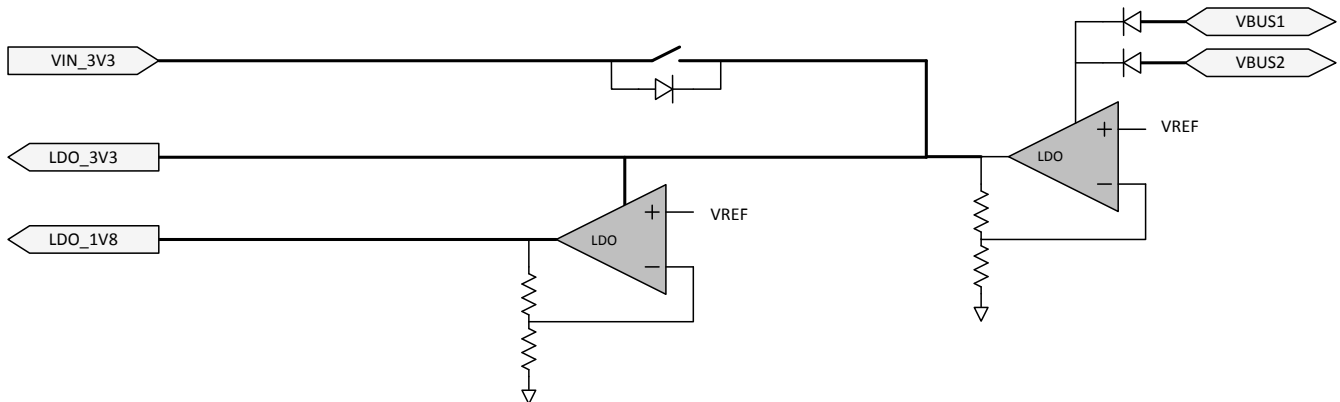 VBUS1
VIN_3V3
VBUS2
+
VREF
LDO_3V3
LDO
−
+
VREF
LDO_1V8
LDO
−